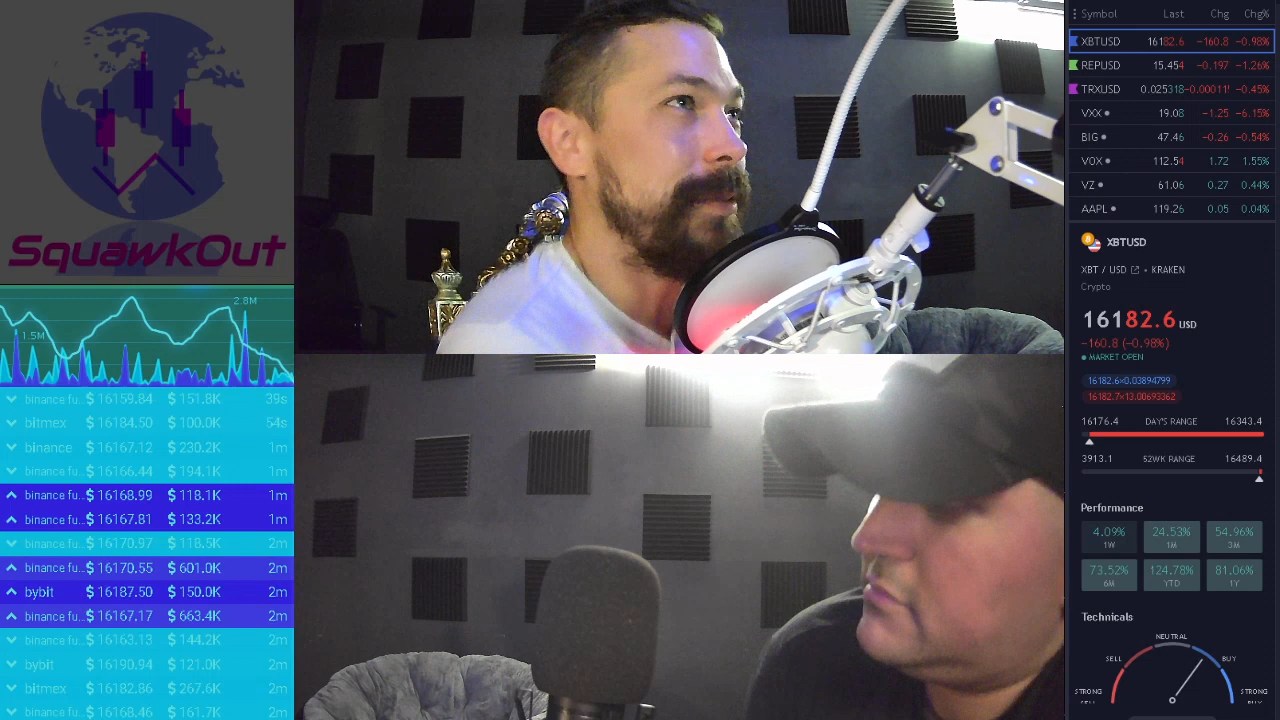 SquawkOut
2.8M
1.5M
binance fu.. $ 16159.84 $ 151.8K 39s
bitmex $ 16184.50 $ 100.0K 54s
binance $ 16167.12 $ 230.2K 1m
binance fu.. $ 16166.44 $ 194.1K 1m
binance fu.. $ 16168.99 $ 118.1K 1m
binance fu.. $ 16167.81 $ 133.2K 1m
binance fu.. $ 16170.97 $ 118.5K 2m
binance fu.. $ 16170.55 $ 601.0K 2m
bybit $ 16187.50 $ 150.0K 2m
binance fu.. $ 16167.17 $ 663.4K 2m
binance fu.. $ 16163.13 $ 144.2K 2m
bybit $ 16190.94 $ 121.0K 2m
bitmex $ 16182.86 $ 267.6K 2m
binance fu.. $ 16168.46 $ 161.7K 2m
Symbol Last Chg Chg%
XBTUSD 16182.6 −160.8 −0.98%
REPUSD 15.454 −0.197 −1.26%
TRXUSD 0.025318 −0.00011! −0.45%
VXX 19.08 −1.25 −6.15%
BIG 47.46 −0.26 −0.54%
VOX 112.54 1.72 1.55%
VZ 61.06 0.27 0.44%
AAPL 119.26 0.05 0.04%
XBTUSD
XBT / USD • KRAKEN
Crypto
16182.6 USD
−160.8 (−0.98%)
MARKET OPEN
16182.6×0.03894799
16182.7×13.00693362
16176.4 DAY'S RANGE 16343.4
3913.1 52WK RANGE 16489.4
Performance
4.09% 24.53% 54.96%
1W 1M 3M
73.52% 124.78% 81.06%
6M YTD 1Y
Technicals
NEUTRAL
SELL BUY
STRONG STRONG